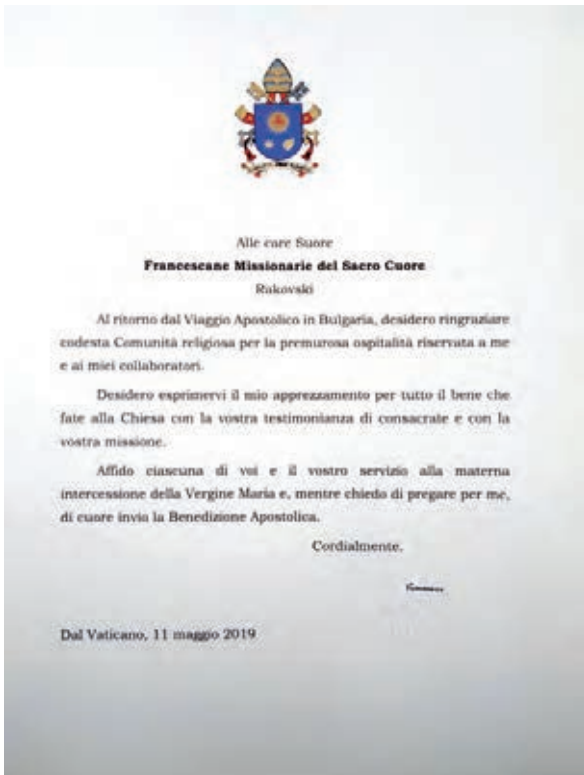 Alle care Suore
Francescane Missionarie del Sacro Cuore
Rakovski
Al ritorno dal Viaggio Apostolico in Bulgaria, desidero ringraziare
codesta Comunità religiosa per la premurosa ospitalità riservata a me
e ai miei collaboratori.
Desidero esprimervi il mio apprezzamento per tutto il bene che
fate alla Chiesa con la vostra testimonianza di consacrate e con la
vostra missione.
Affido ciascuna di voi e il vostro servizio alla materna
intercessione della Vergine Maria e, mentre chiedo di pregare per me,
di cuore invio la Benedizione Apostolica.
Cordialmente,
Dal Vaticano, 11 maggio 2019